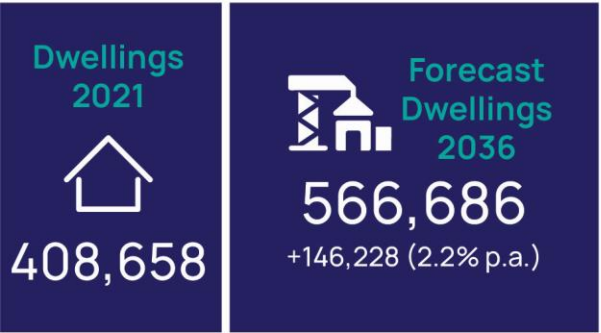 Dwellings
2021
408,658
Forecast
Dwellings
2036
566,686
+146,228 (2.2% p.a.)